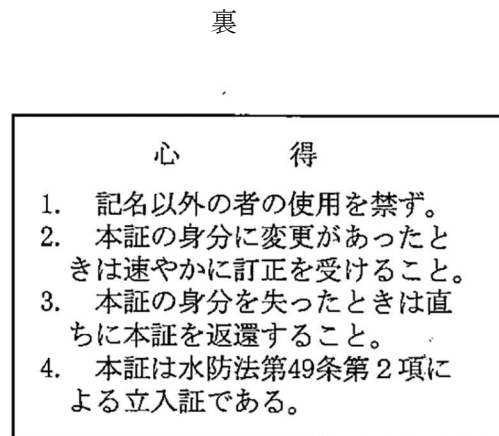 裏
心　得
1.　記名以外の者の使用を禁ず。
2.　本証の身分に変更があったと
きは速やかに訂正を受けること。
3.　本証の身分を失ったときは直
ちに本証を返還すること。
4.　本証は水防法第49条第２項に
よる立入証である。